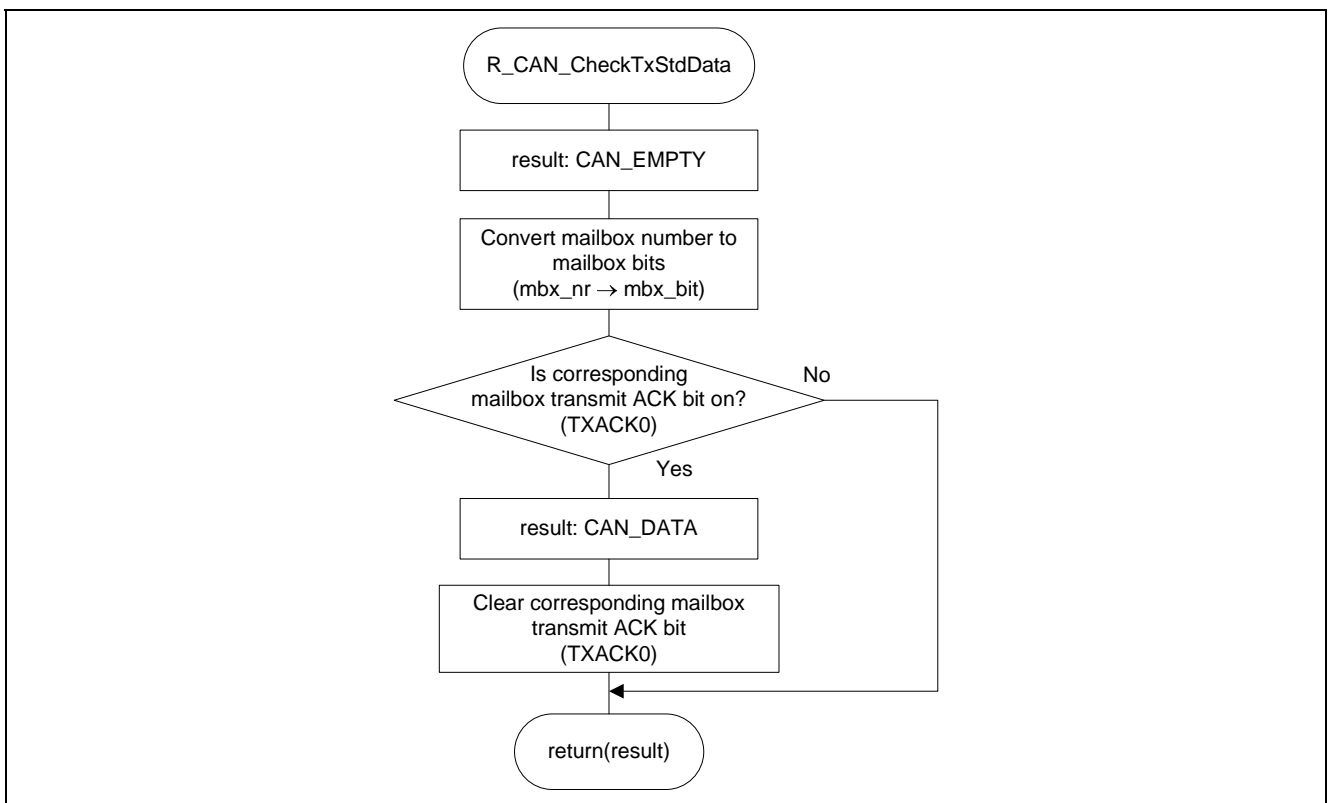 R_CAN_CheckTxStdData
result: CAN_EMPTY
Convert mailbox number to
mailbox bits
(mbx_nr → mbx_bit)
Is corresponding
mailbox transmit ACK bit on?
(TXACK0)
No
Yes
result: CAN_DATA
Clear corresponding mailbox
transmit ACK bit
(TXACK0)
return(result)